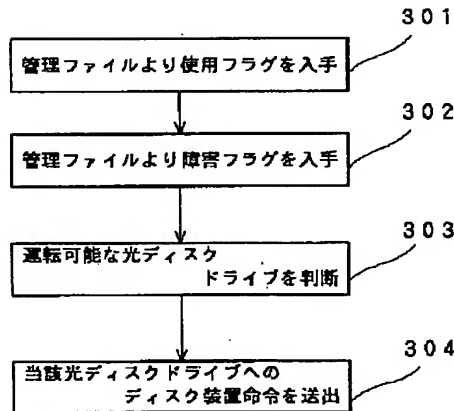 301
管理ファイルより使用フラグを入手
302
管理ファイルより障害フラグを入手
303
運転可能な光ディスク
ドライブを判断
304
当該光ディスクドライブへの
ディスク装置命令を送出